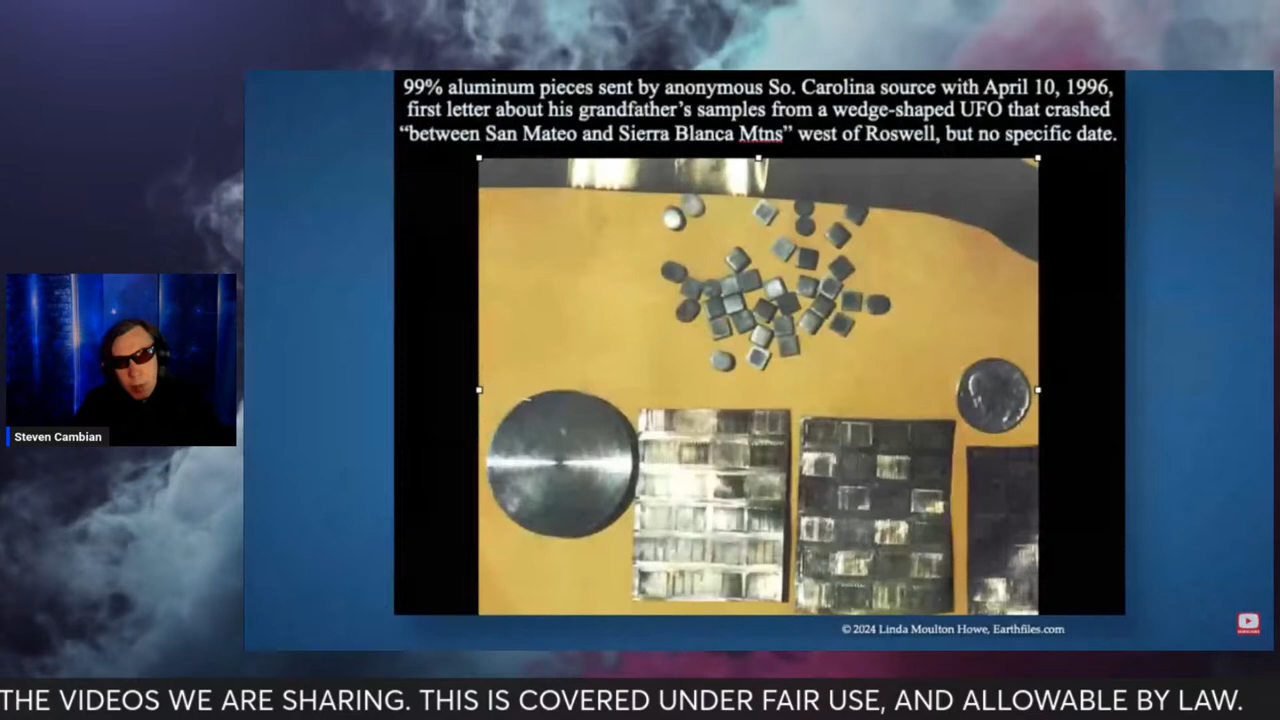 99% aluminum pieces sent by anonymous So. Carolina source with April 10, 1996,
first letter about his grandfather's samples from a wedge-shaped UFO that crashed
“between San Mateo and Sierra Blanca Mtns” west of Roswell, but no specific date.
Steven Cambian
© 2024 Linda Moulton Howe, Earthfiles.com
THE VIDEOS WE ARE SHARING. THIS IS COVERED UNDER FAIR USE, AND ALLOWABLE BY LAW.